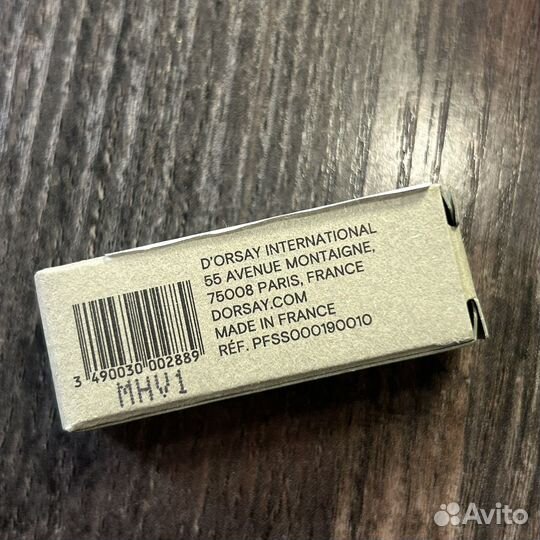 D'ORSAY INTERNATIONAL
55 AVENUE MONTAIGNE,
75008 PARIS, FRANCE
DORSAY.COM
MADE IN FRANCE
RÉF. PFSS000190010
3 490030 002889
MHV1
Avito